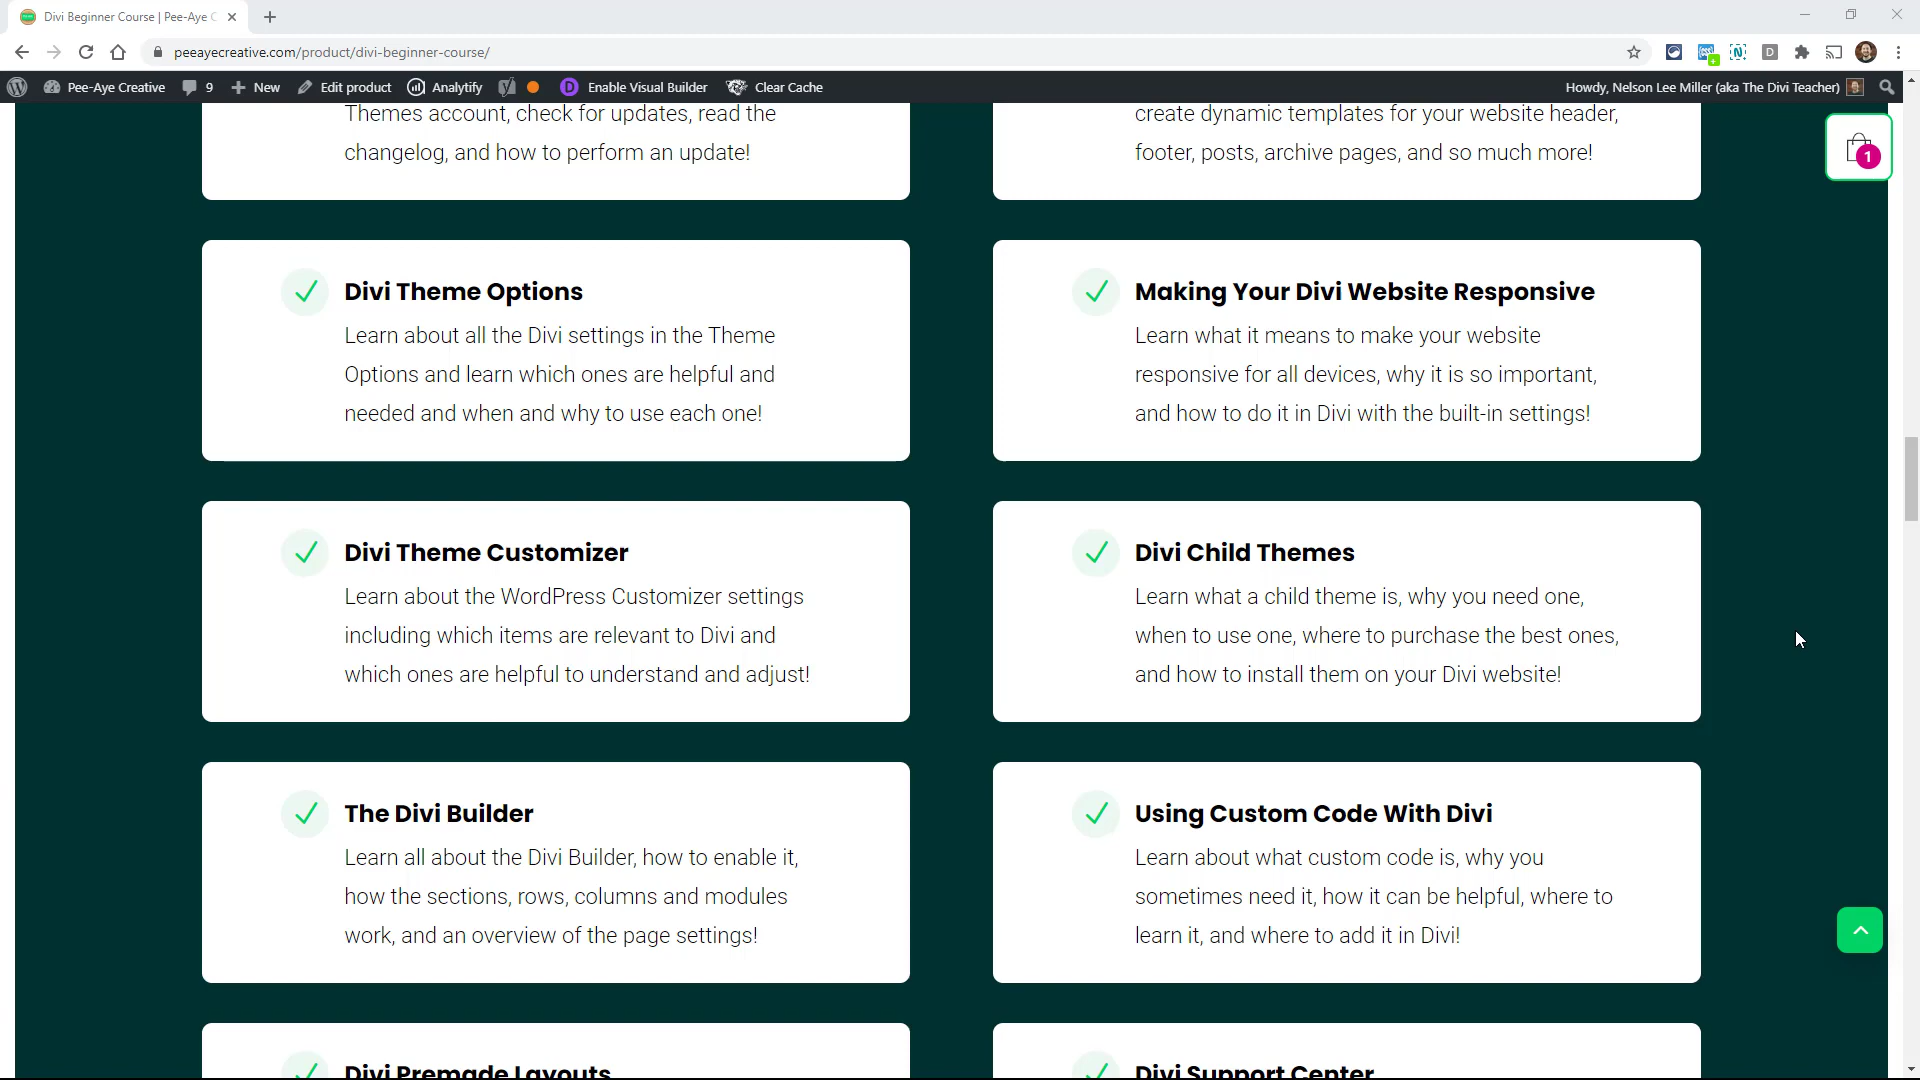 Divi Beginner Course | Pee-Aye C
peeayecreative.com/product/divi-beginner-course/
Pee-Aye Creative 9 New Edit product Analytify Enable Visual Builder Clear Cache Howdy, Nelson Lee Miller (aka The Divi Teacher)
1
Themes account, check for updates, read the
changelog, and how to perform an update!
create dynamic templates for your website header,
footer, posts, archive pages, and so much more!
Divi Theme Options
Learn about all the Divi settings in the Theme
Options and learn which ones are helpful and
needed and when and why to use each one!
Making Your Divi Website Responsive
Learn what it means to make your website
responsive for all devices, why it is so important,
and how to do it in Divi with the built-in settings!
Divi Theme Customizer
Learn about the WordPress Customizer settings
including which items are relevant to Divi and
which ones are helpful to understand and adjust!
Divi Child Themes
Learn what a child theme is, why you need one,
when to use one, where to purchase the best ones,
and how to install them on your Divi website!
The Divi Builder
Learn all about the Divi Builder, how to enable it,
how the sections, rows, columns and modules
work, and an overview of the page settings!
Using Custom Code With Divi
Learn about what custom code is, why you
sometimes need it, how it can be helpful, where to
learn it, and where to add it in Divi!
Divi Premade Layouts
Divi Support Center